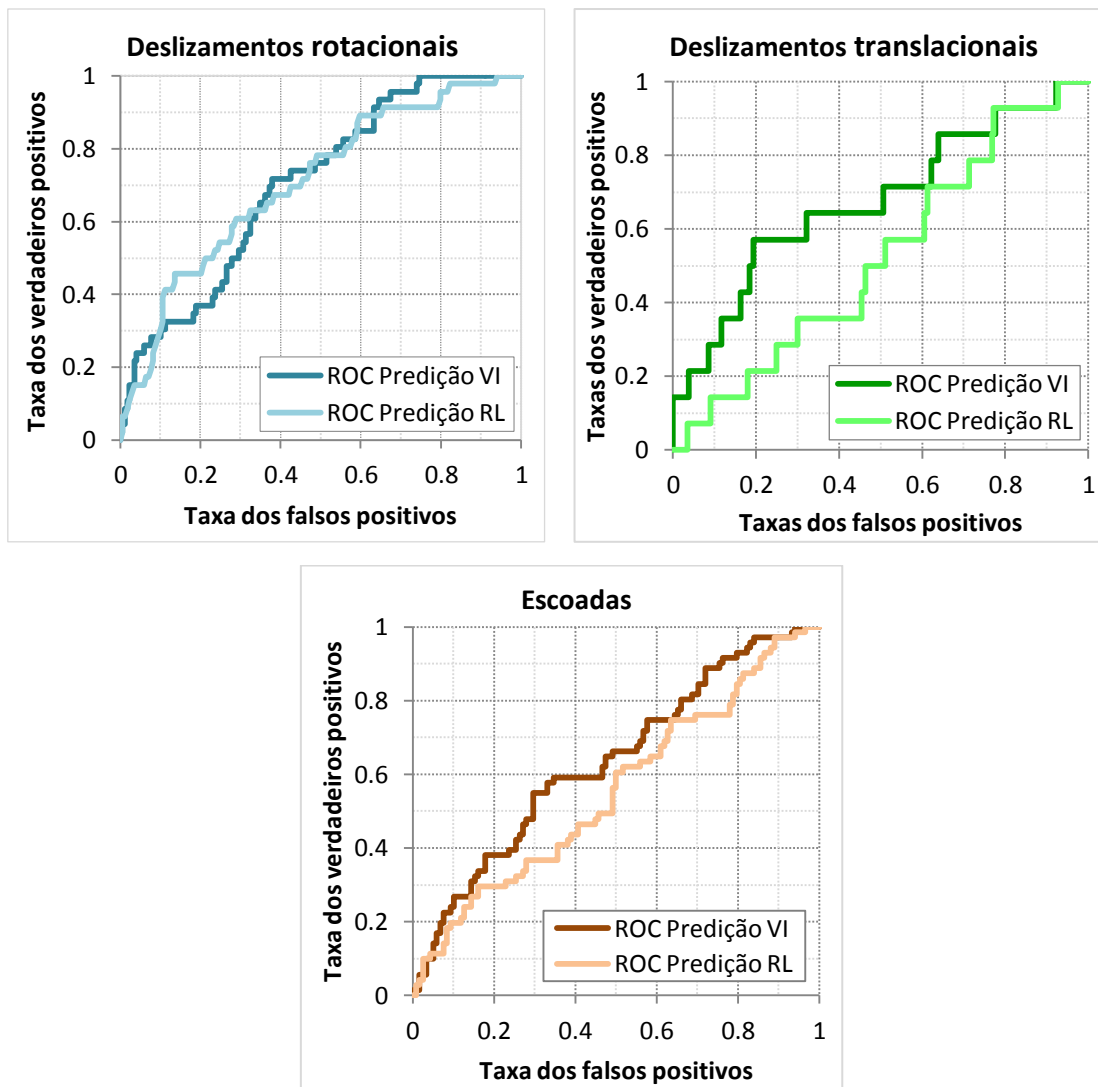 Deslizamentos rotacionais
Taxa dos verdadeiros positivos
1
0.8
0.6
0.4
0.2
0
ROC Predição VI
ROC Predição RL
0 0.2 0.4 0.6 0.8 1
Taxa dos falsos positivos
Deslizamentos translacionais
Taxas dos verdadeiros positivos
1
0.8
0.6
0.4
0.2
0
ROC Predição VI
ROC Predição RL
0 0.2 0.4 0.6 0.8 1
Taxas dos falsos positivos
Escoadas
Taxa dos verdadeiros positivos
1
0.8
0.6
0.4
0.2
0
ROC Predição VI
ROC Predição RL
0 0.2 0.4 0.6 0.8 1
Taxa dos falsos positivos